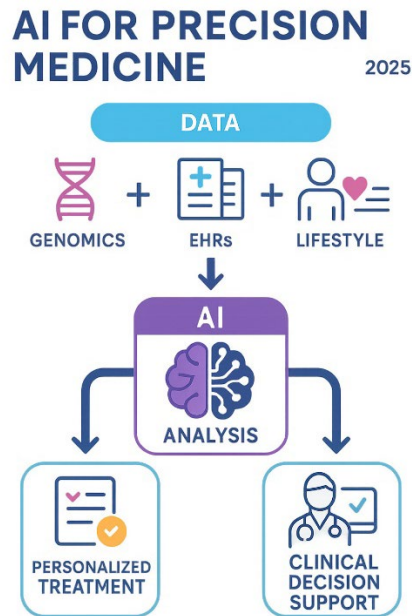 AI FOR PRECISION
MEDICINE
2025
DATA
GENOMICS + EHRs + LIFESTYLE
AI
ANALYSIS
PERSONALIZED
TREATMENT
CLINICAL
DECISION
SUPPORT